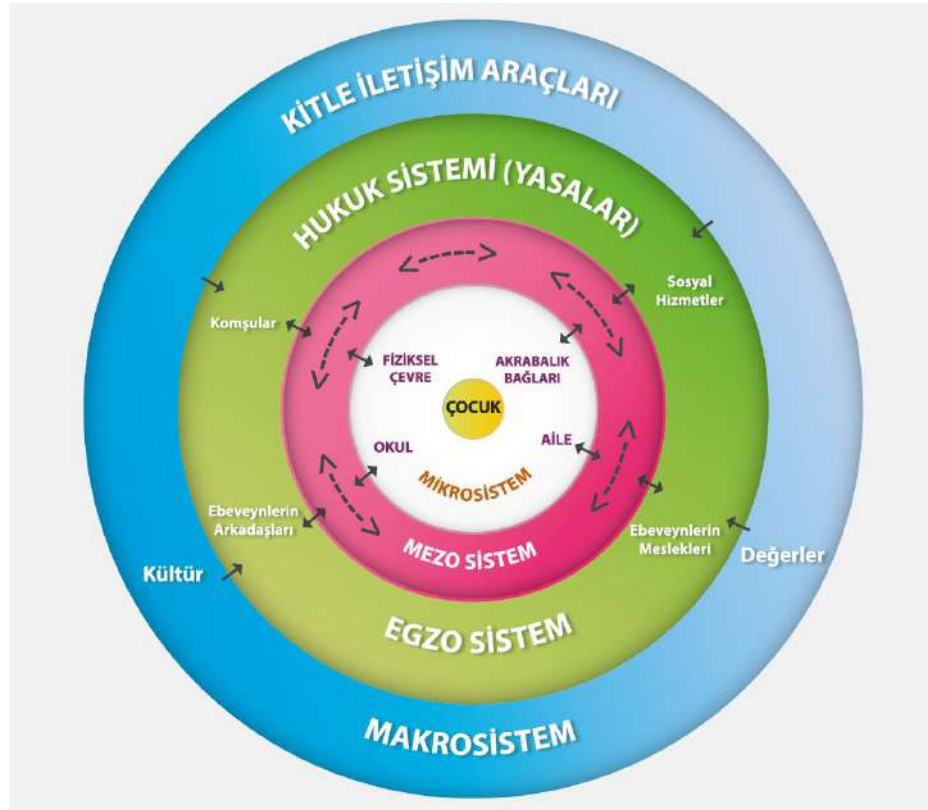 KİTLE İLETİŞİM ARAÇLARI
HUKUK SİSTEMİ (YASALAR)
Sosyal
Hizmetler
Komşular
FİZİKSEL
ÇEVRE
AKRABALIK
BAĞLARI
ÇOCUK
OKUL
AİLE
MİKROSİSTEM
Ebeveynlerin
Arkadaşları
Ebeveynlerin
Meslekleri
MEZO SİSTEM
Değerler
Kültür
EGZO SİSTEM
MAKROSİSTEM